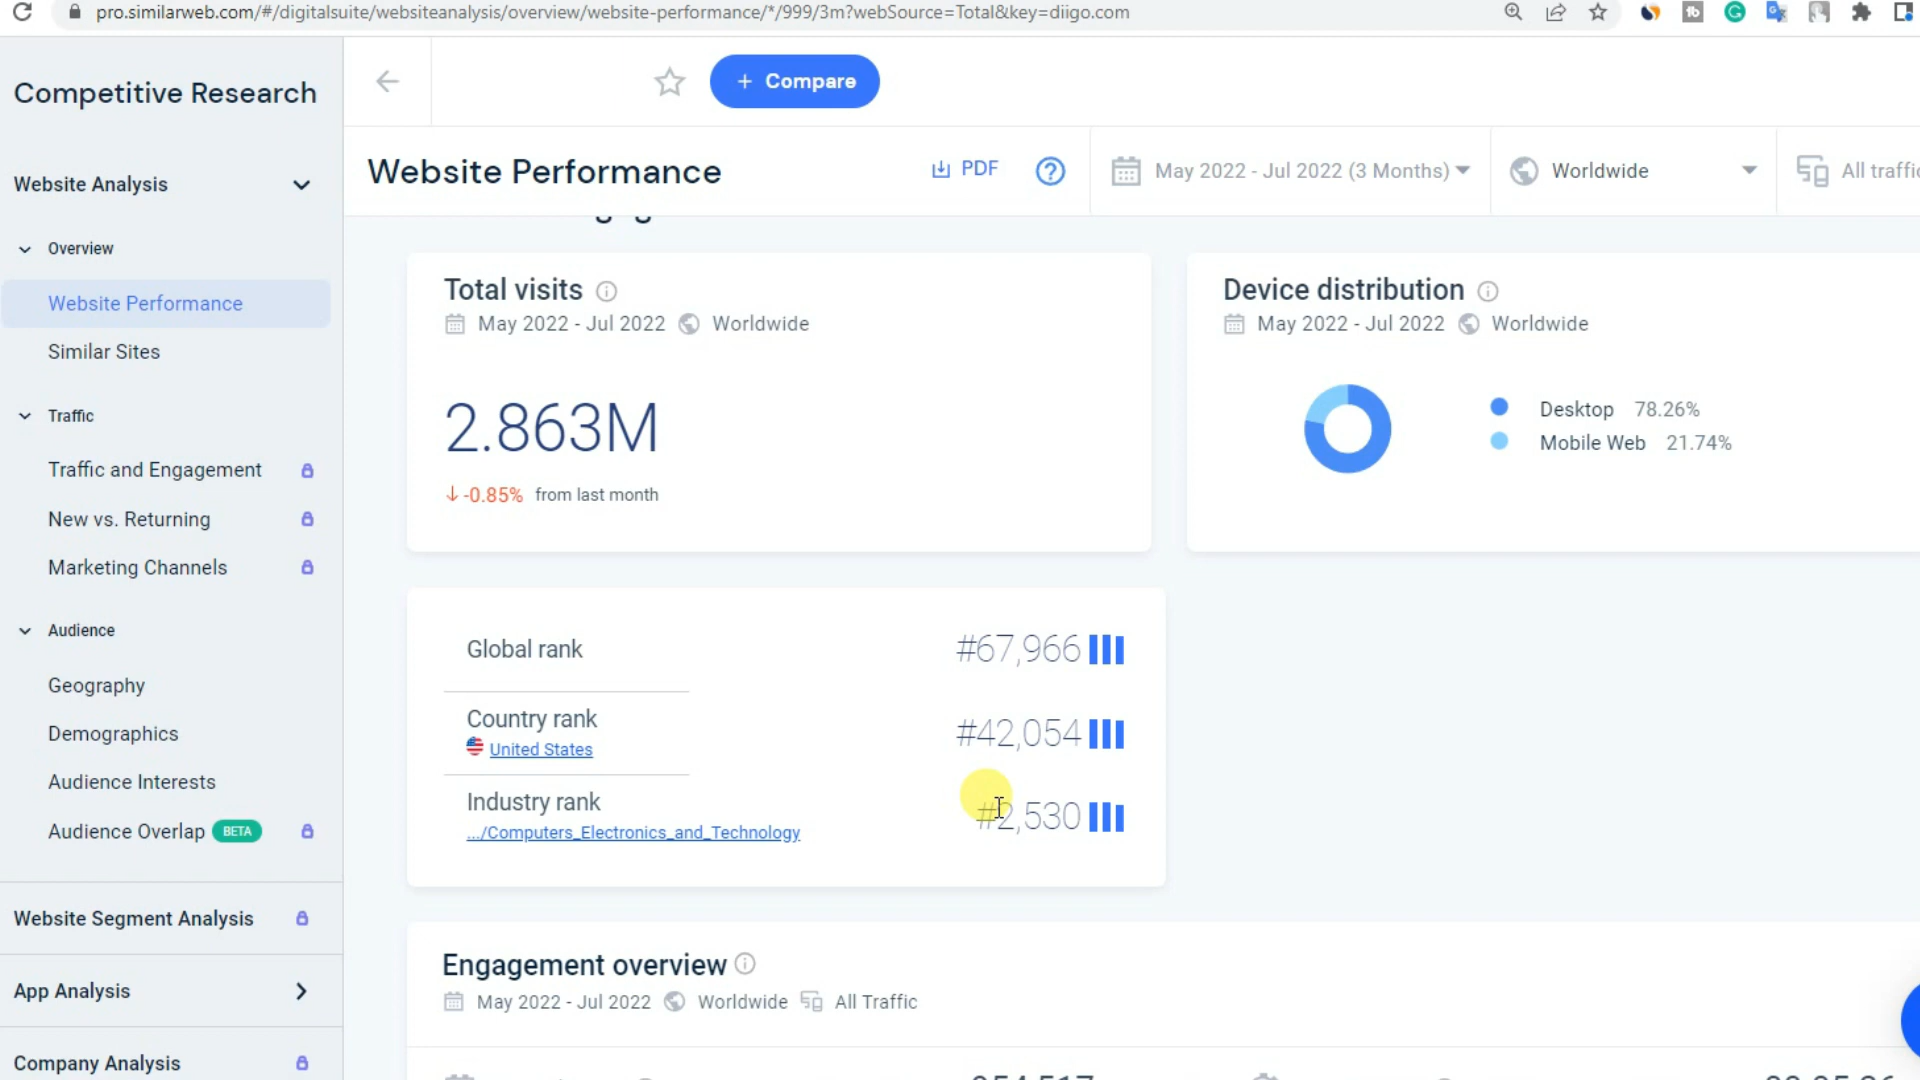 pro.similarweb.com/#/digitalsuite/websiteanalysis/overview/website-performance/*/999/3m?webSource=Total&key=diigo.com
Competitive Research
+ Compare
Website Performance
PDF
May 2022 - Jul 2022 (3 Months)
Worldwide
Website Analysis
Overview
Website Performance
Similar Sites
Traffic
Traffic and Engagement
New vs. Returning
Marketing Channels
Audience
Geography
Demographics
Audience Interests
Audience Overlap BETA
Website Segment Analysis
App Analysis
Company Analysis
Total visits
May 2022 - Jul 2022 Worldwide
2.863M
-0.85% from last month
Device distribution
May 2022 - Jul 2022 Worldwide
Desktop 78.26%
Mobile Web 21.74%
Global rank #67,966
Country rank #42,054
United States
Industry rank #2,530
.../Computers_Electronics_and_Technology
Engagement overview
May 2022 - Jul 2022 Worldwide All Traffic